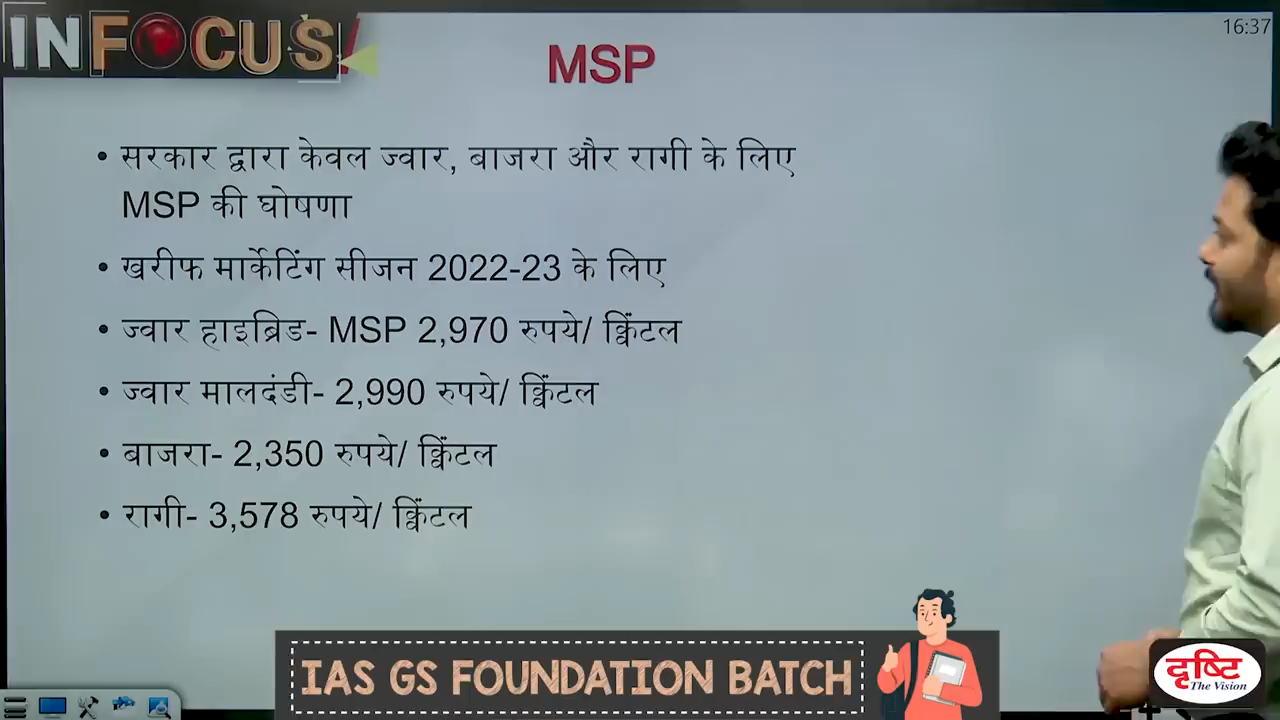 INFOCUS!
16:37
MSP
• सरकार द्वारा केवल ज्वार, बाजरा और रागी के लिए
MSP की घोषणा
• खरीफ मार्केटिंग सीजन 2022-23 के लिए
• ज्वार हाइब्रिड- MSP 2,970 रुपये/ क्विंटल
• ज्वार मालदंडी- 2,990 रुपये/ क्विंटल
• बाजरा- 2,350 रुपये/ क्विंटल
• रागी- 3,578 रुपये/ क्विंटल
IAS GS FOUNDATION BATCH
दृष्टि
The Vision